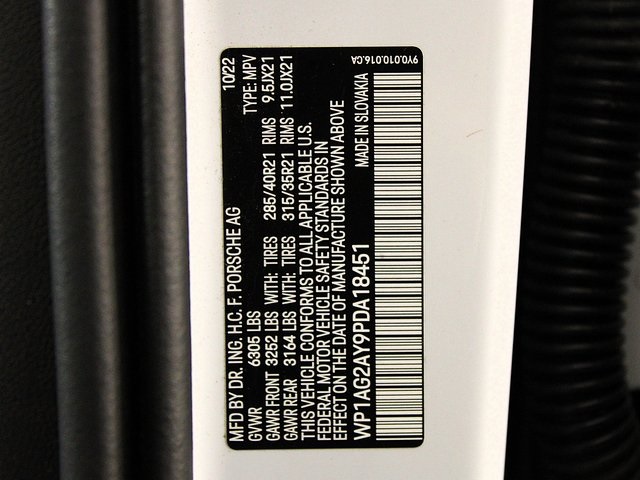 MFD BY DR. ING. H.C. F. PORSCHE AG 10/22
GVWR 6305 LBS TYPE: MPV
GAWR FRONT 3252 LBS WITH: TIRES 285/40R21 RIMS 9.5JX21
GAWR REAR 3164 LBS WITH: TIRES 315/35R21 RIMS 11.0JX21
THIS VEHICLE CONFORMS TO ALL APPLICABLE U.S.
FEDERAL MOTOR VEHICLE SAFETY STANDARDS IN
EFFECT ON THE DATE OF MANUFACTURE SHOWN ABOVE
WP1AG2AY9PDA18451 MADE IN SLOVAKIA
9Y0.010.016.CA